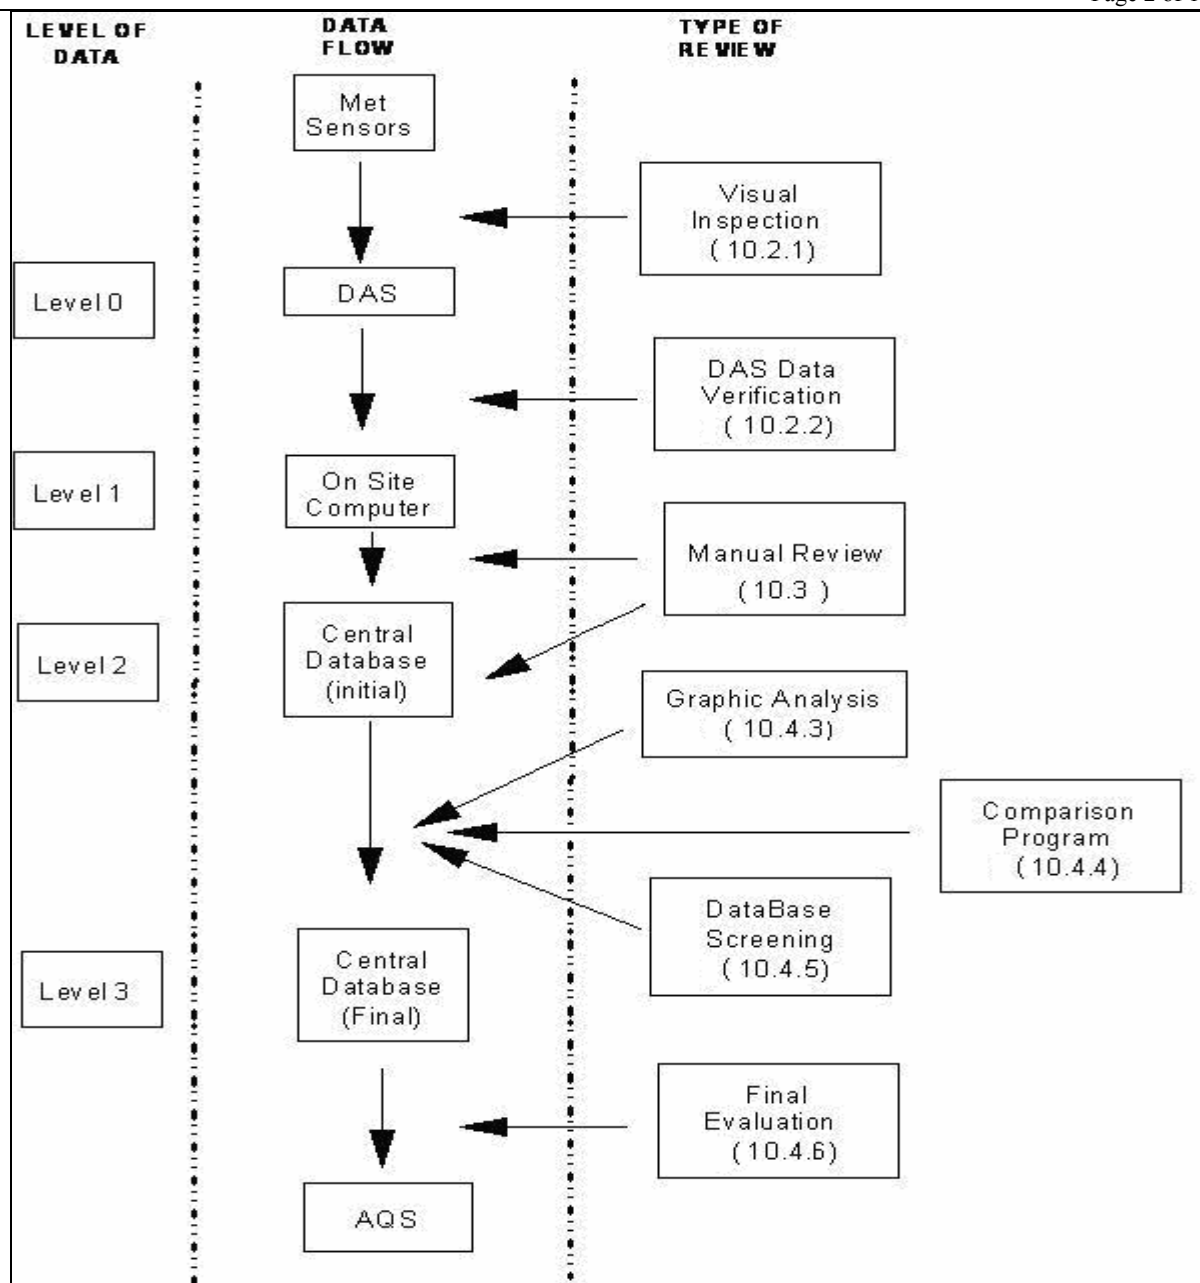 LEVEL OF
DATA
DATA
FLOW
TYPE OF
REVIEW
Met
Sensors
Visual
Inspection
( 10.2.1)
Level 0
DAS
DAS Data
Verification
( 10.2.2)
Level 1
On Site
Computer
Manual Review
( 10.3 )
Level 2
Central
Database
(initial)
Graphic Analysis
( 10.4.3)
Comparison
Program
(10.4.4)
DataBase
Screening
( 10.4.5)
Level 3
Central
Database
(Final)
Final
Evaluation
(10.4.6)
AQS